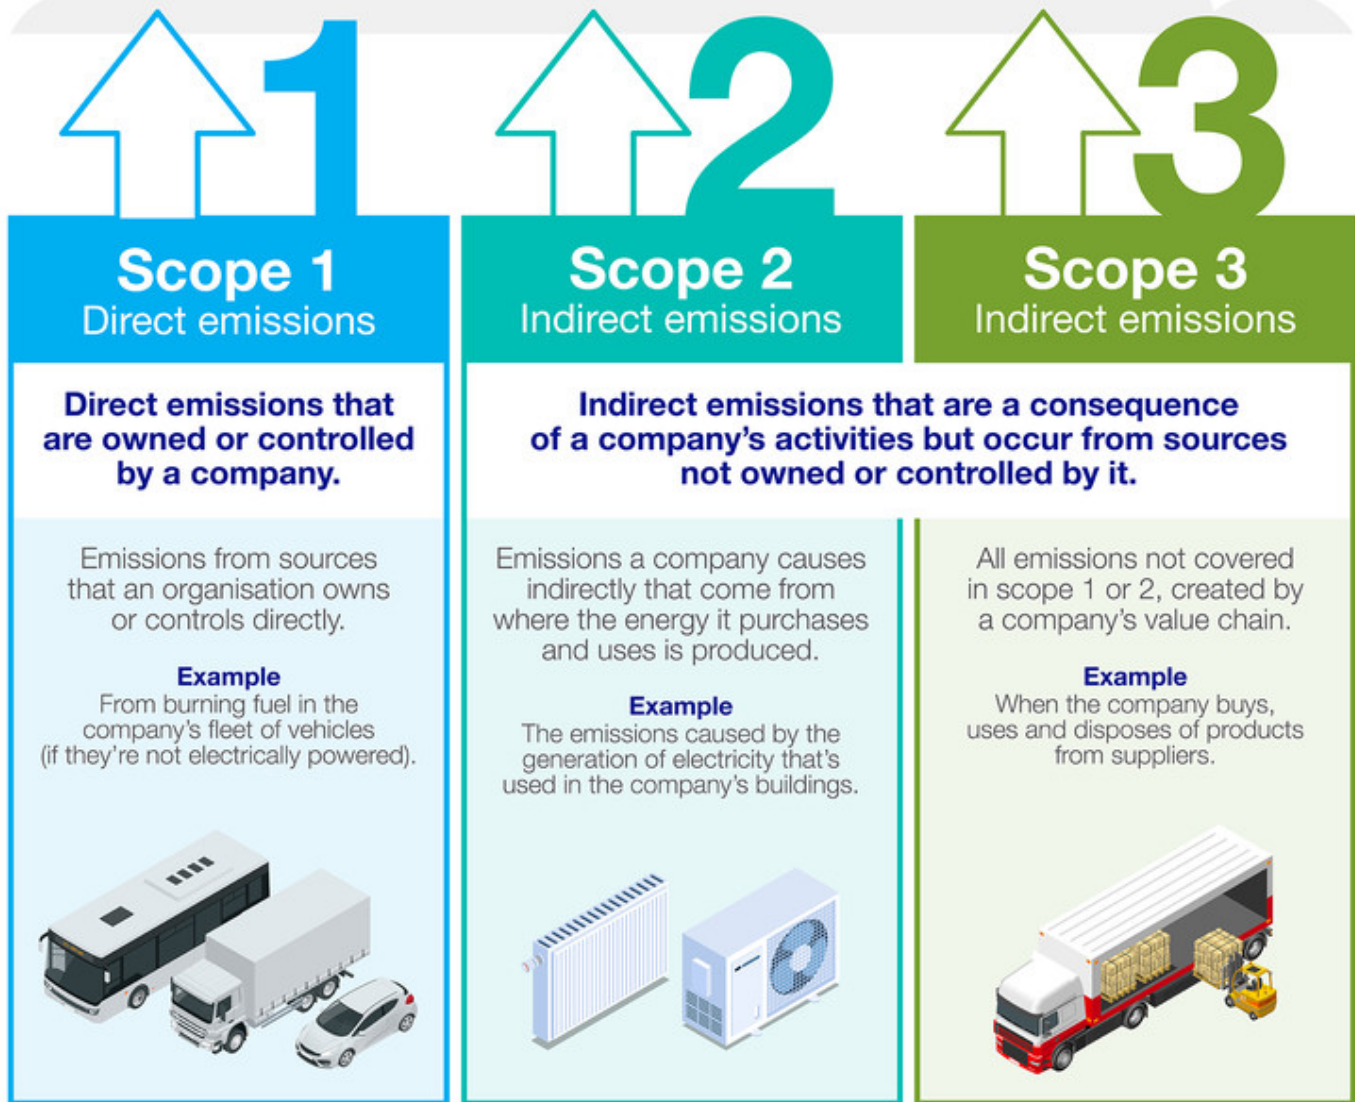 1
Scope 1
Direct emissions
Direct emissions that
are owned or controlled
by a company.
Emissions from sources
that an organisation owns
or controls directly.
Example
From burning fuel in the
company's fleet of vehicles
(if they're not electrically powered).
2
Scope 2
Indirect emissions
3
Scope 3
Indirect emissions
Indirect emissions that are a consequence
of a company's activities but occur from sources
not owned or controlled by it.
Emissions a company causes
indirectly that come from
where the energy it purchases
and uses is produced.
Example
The emissions caused by the
generation of electricity that's
used in the company's buildings.
All emissions not covered
in scope 1 or 2, created by
a company's value chain.
Example
When the company buys,
uses and disposes of products
from suppliers.